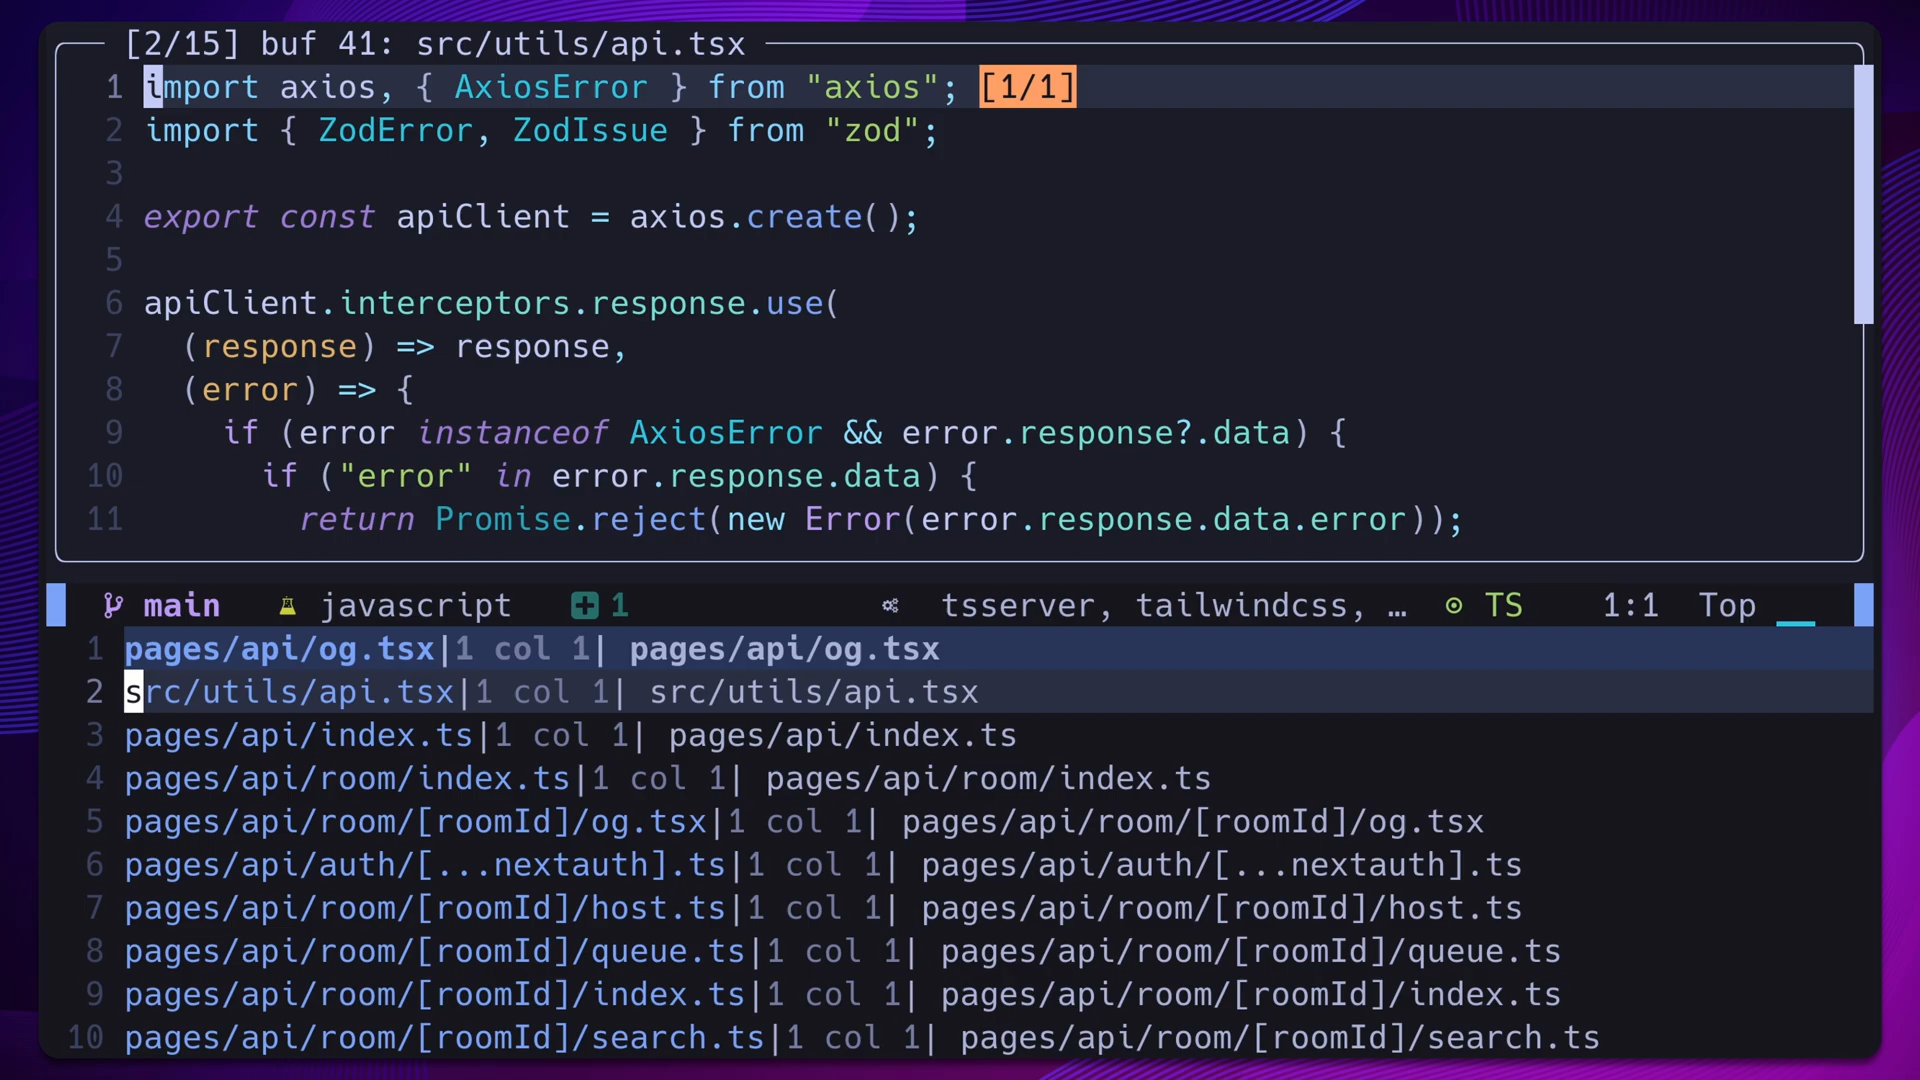 [2/15] buf 41: src/utils/api.tsx
1 import axios, { AxiosError } from "axios"; [1/1]
2 import { ZodError, ZodIssue } from "zod";
3
4 export const apiClient = axios.create();
5
6 apiClient.interceptors.response.use(
7 (response) => response,
8 (error) => {
9 if (error instanceof AxiosError && error.response?.data) {
10 if ("error" in error.response.data) {
11 return Promise.reject(new Error(error.response.data.error));
main javascript 1 tsserver, tailwindcss, … TS 1:1 Top
1 pages/api/og.tsx|1 col 1| pages/api/og.tsx
2 src/utils/api.tsx|1 col 1| src/utils/api.tsx
3 pages/api/index.ts|1 col 1| pages/api/index.ts
4 pages/api/room/index.ts|1 col 1| pages/api/room/index.ts
5 pages/api/room/[roomId]/og.tsx|1 col 1| pages/api/room/[roomId]/og.tsx
6 pages/api/auth/[...nextauth].ts|1 col 1| pages/api/auth/[...nextauth].ts
7 pages/api/room/[roomId]/host.ts|1 col 1| pages/api/room/[roomId]/host.ts
8 pages/api/room/[roomId]/queue.ts|1 col 1| pages/api/room/[roomId]/queue.ts
9 pages/api/room/[roomId]/index.ts|1 col 1| pages/api/room/[roomId]/index.ts
10 pages/api/room/[roomId]/search.ts|1 col 1| pages/api/room/[roomId]/search.ts